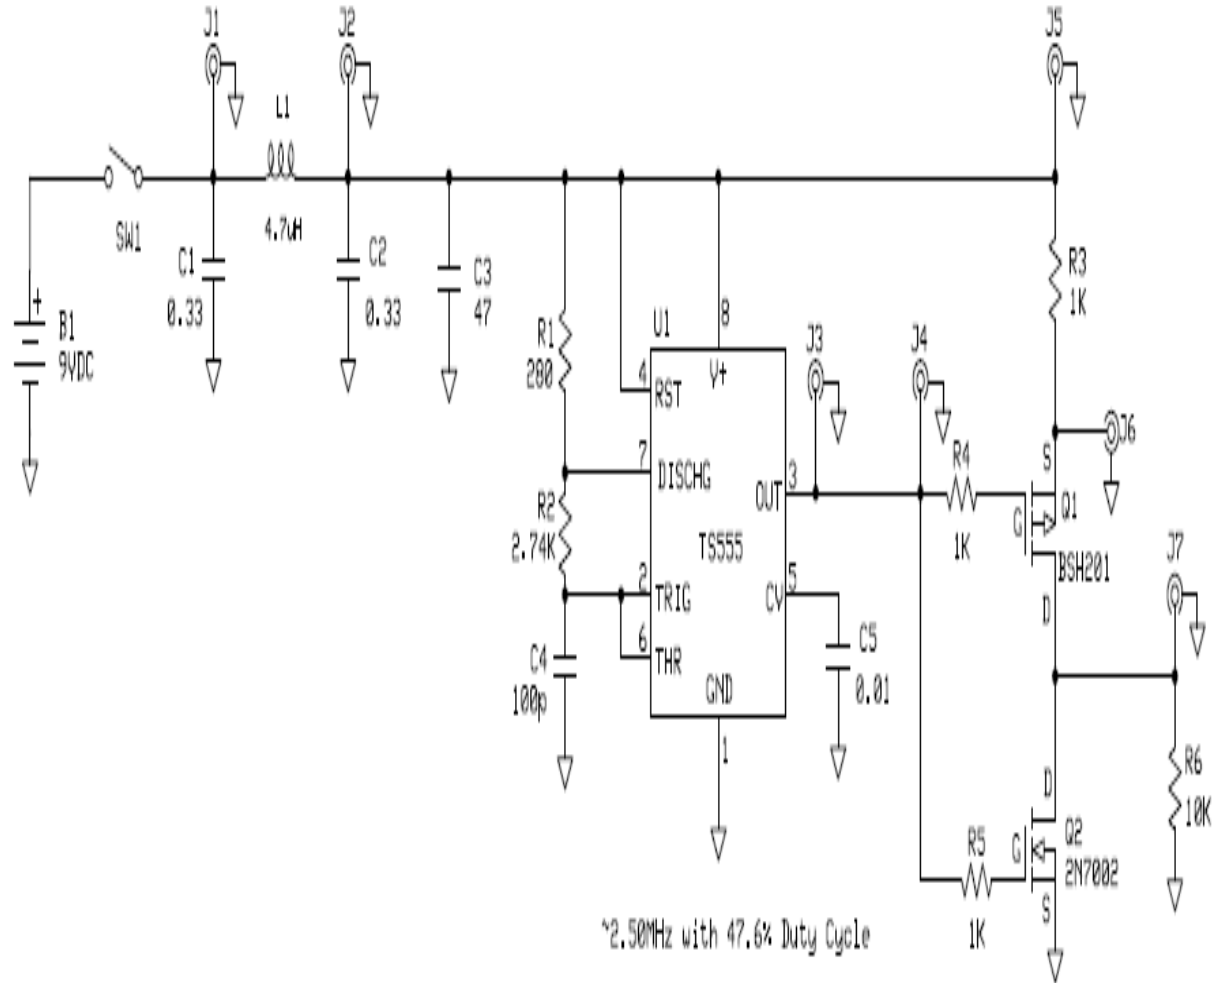 J1
J2
J5
L1
SW1
4.7uH
C1
0.33
C2
0.33
C3
47
R3
1K
+
B1
9VDC
R1
280
U1
8
V+
4
RST
J3
J4
J6
7
DISCHG
R2
2.74K
OUT
3
TS555
R4
1K
S
G
Q1
BSH201
D
J7
2
TRIG
6
THR
CV
5
C4
100p
GND
C5
0.01
1
R6
10K
D
G
Q2
2N7002
S
R5
1K
~2.50MHz with 47.6% Duty Cycle